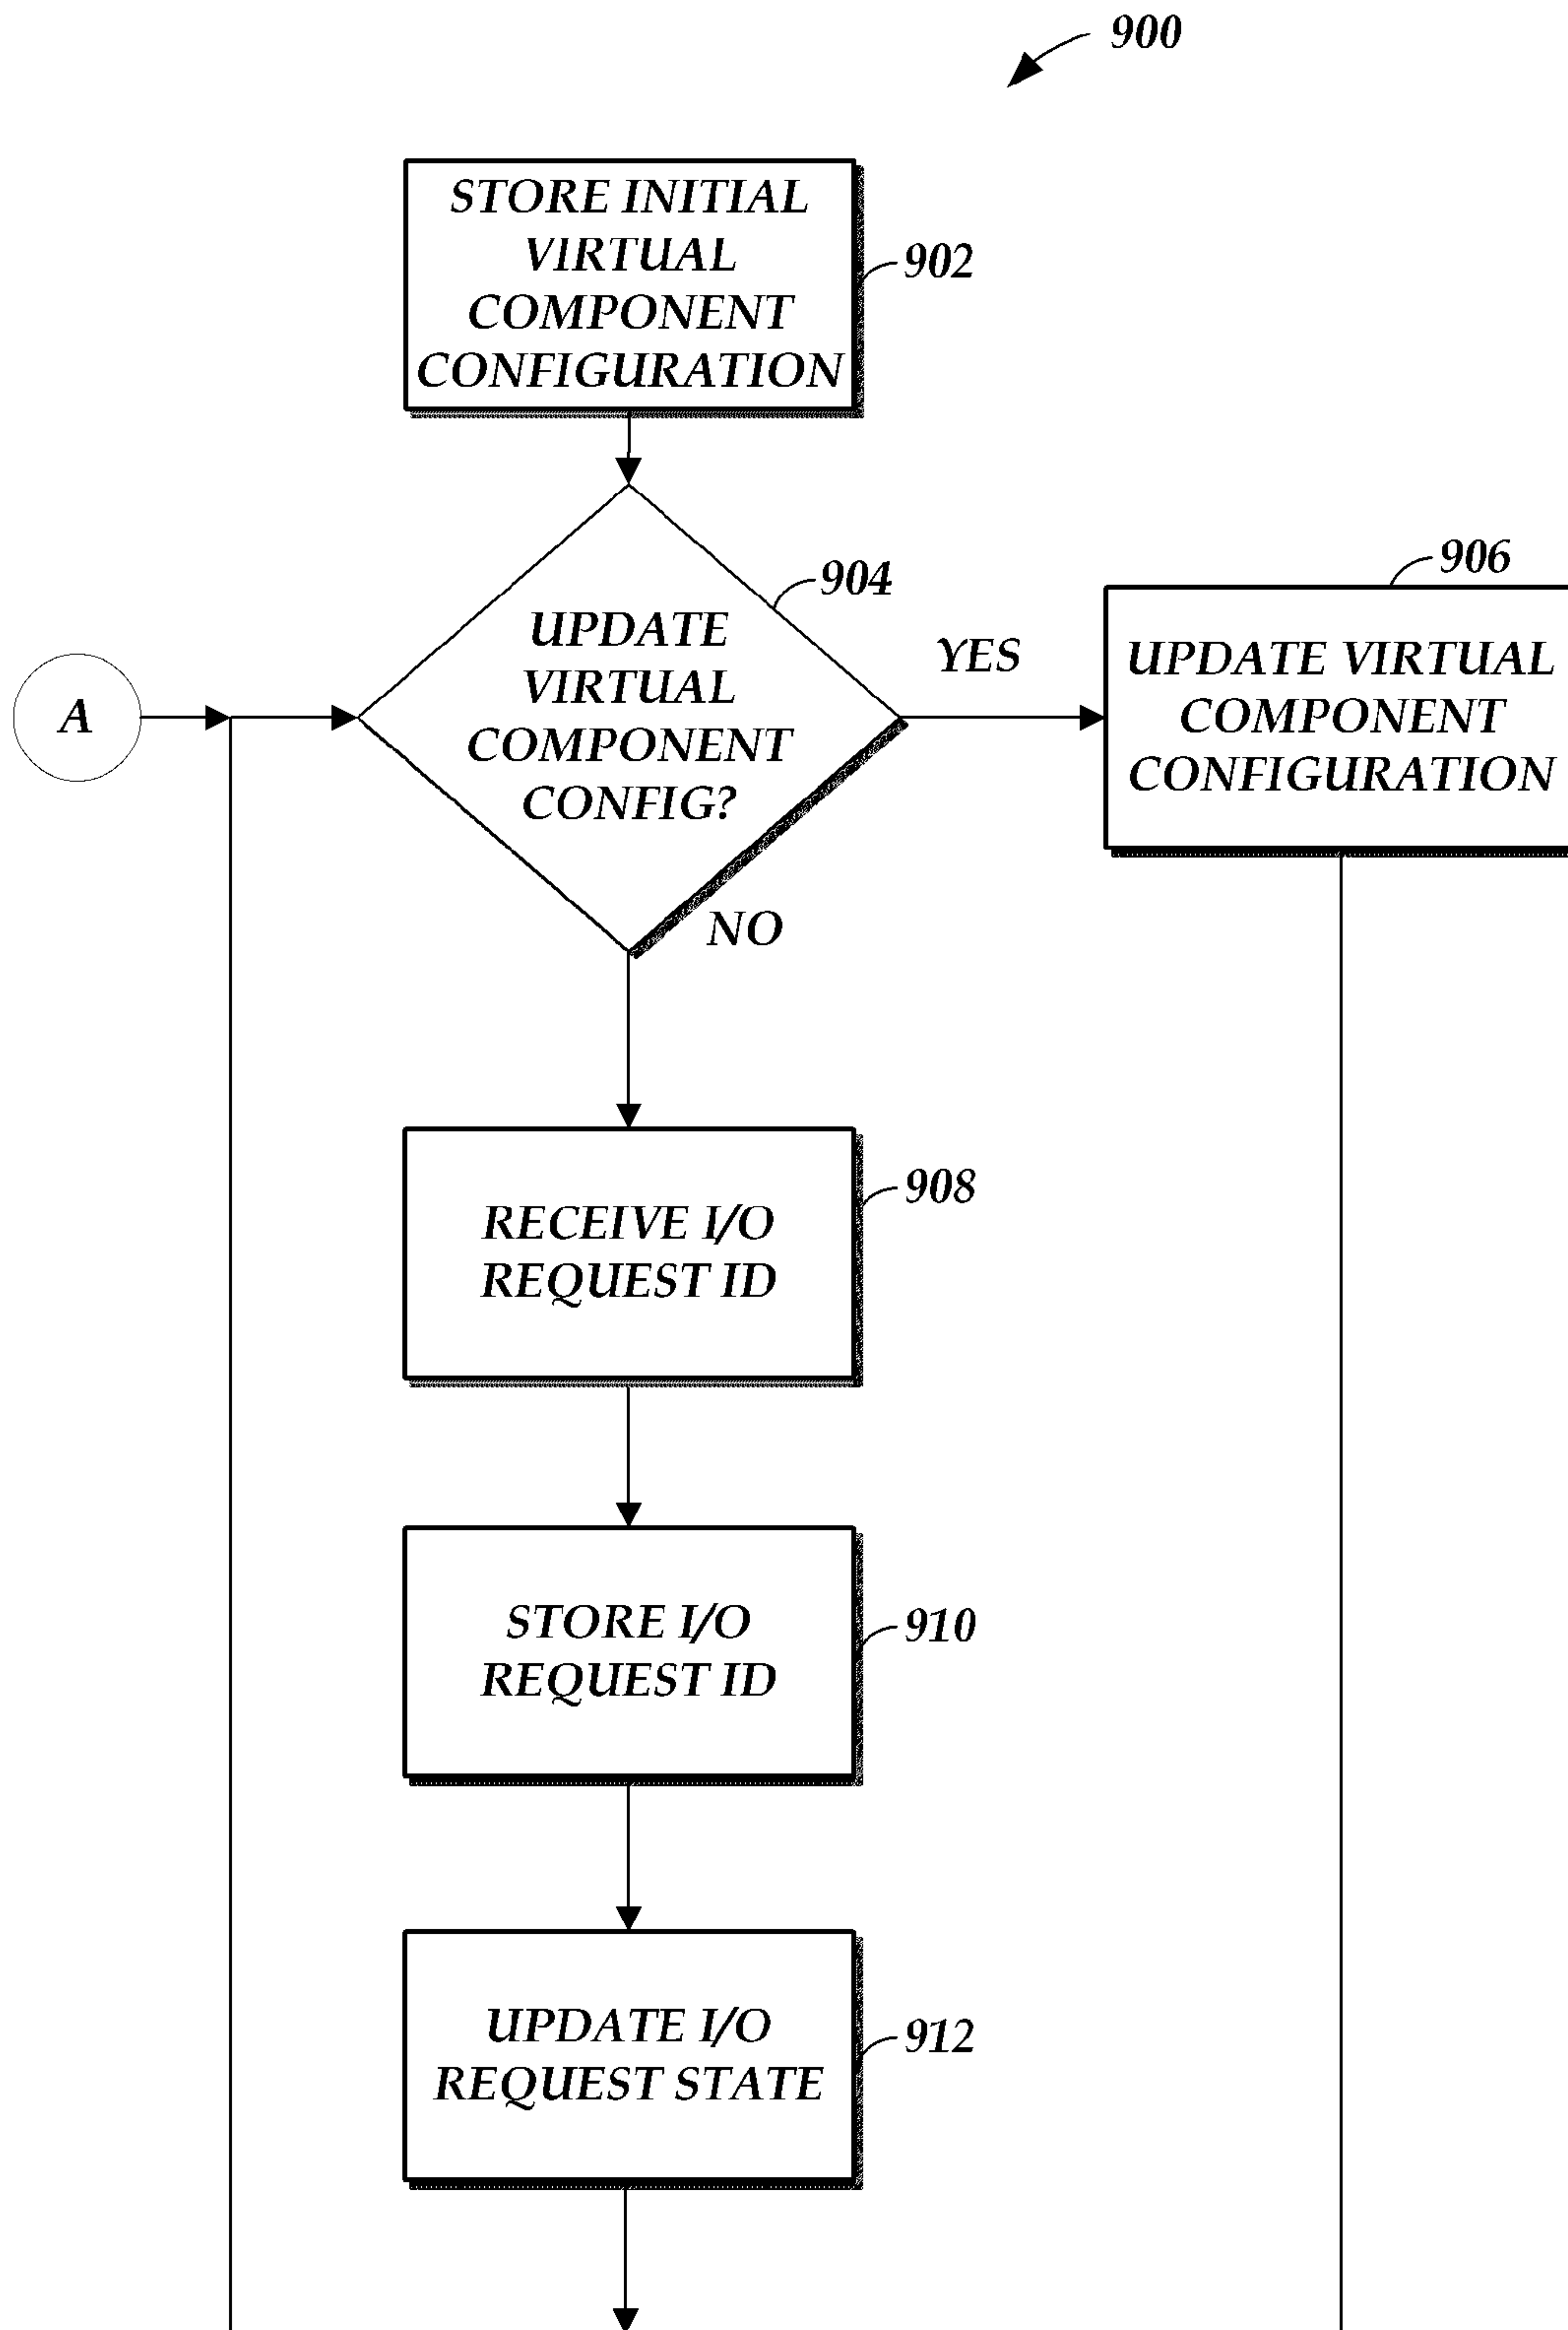 900
STORE INITIAL
VIRTUAL
COMPONENT
CONFIGURATION
902
904
UPDATE
VIRTUAL
COMPONENT
CONFIG?
A
YES
NO
906
UPDATE VIRTUAL
COMPONENT
CONFIGURATION
RECEIVE I/O
REQUEST ID
908
STORE I/O
REQUEST ID
910
UPDATE I/O
REQUEST STATE
912